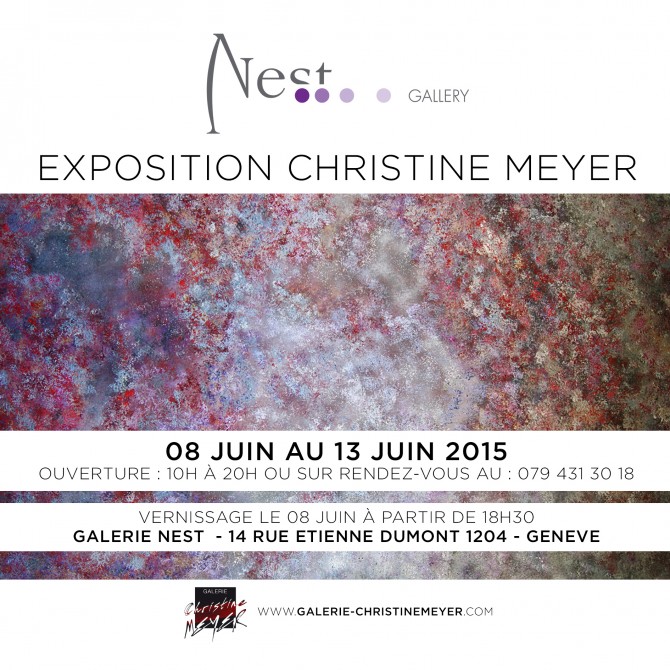 Nest GALLERY
EXPOSITION CHRISTINE MEYER
08 JUIN AU 13 JUIN 2015
OUVERTURE : 10H À 20H OU SUR RENDEZ-VOUS AU : 079 431 30 18
VERNISSAGE LE 08 JUIN À PARTIR DE 18H30
GALERIE NEST - 14 RUE ETIENNE DUMONT 1204 - GENEVE
GALERIE
Christine
MEYER
WWW.GALERIE-CHRISTINEMEYER.COM